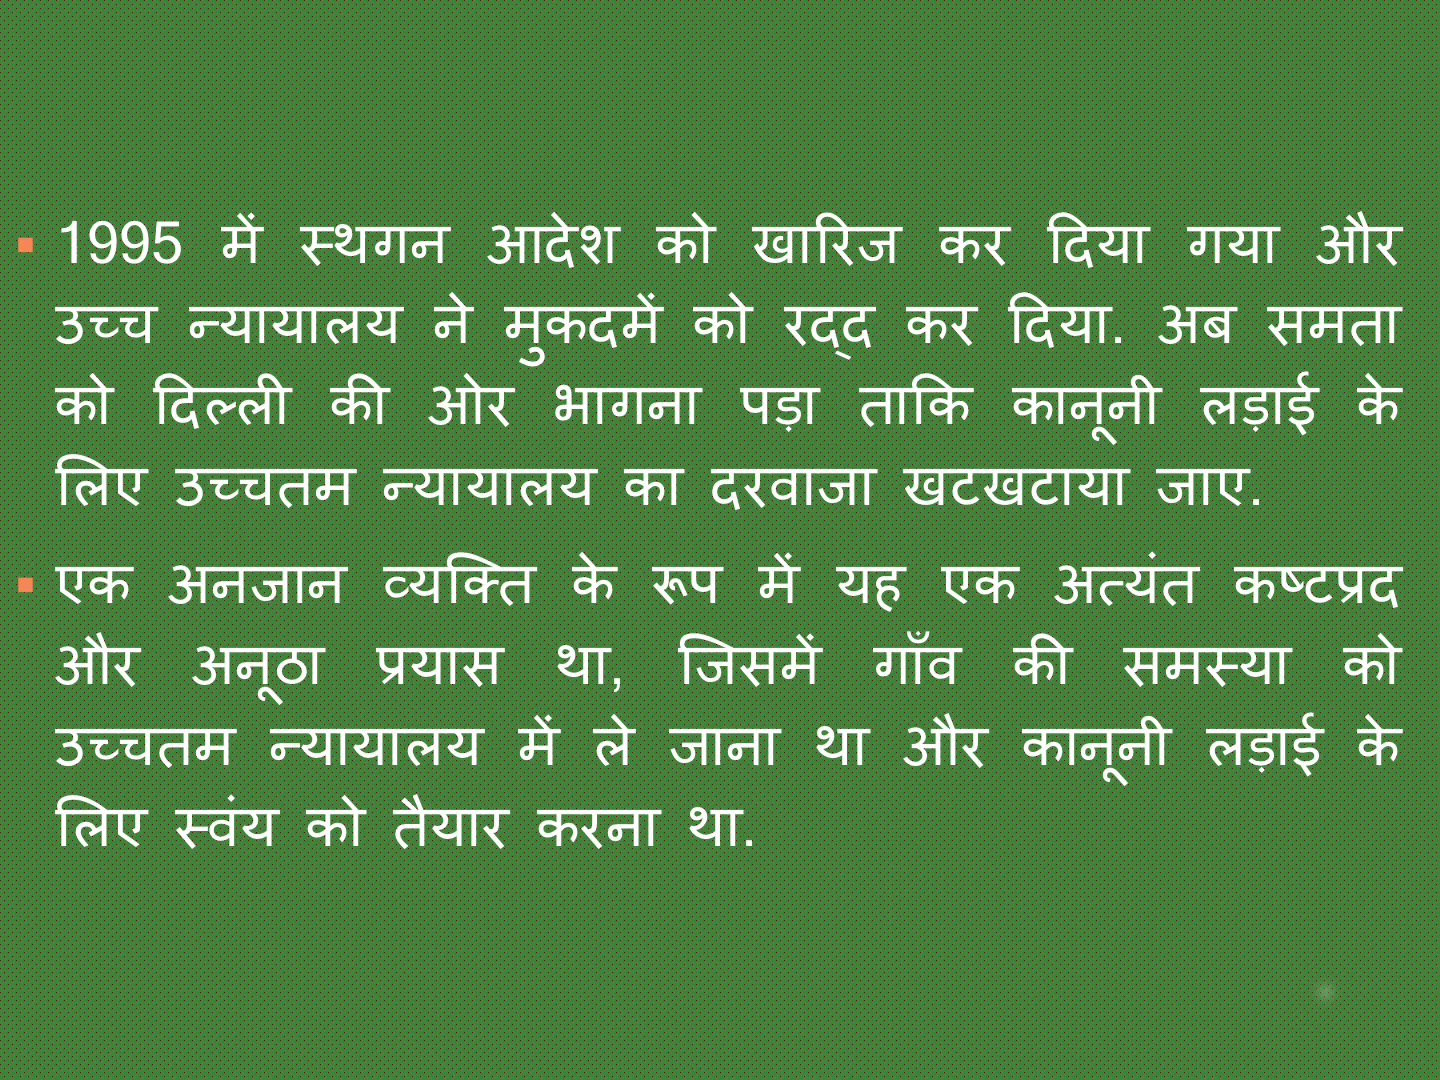 1995 में स्थगन आदेश को खारिज कर दिया गया और
उच्च न्यायालय ने मुकदमें को रद्द कर दिया. अब समता
को दिल्ली की ओर भागना पड़ा ताकि कानूनी लड़ाई के
लिए उच्चतम न्यायालय का दरवाजा खटखटाया जाए.
एक अनजान व्यक्ति के रूप में यह एक अत्यंत कष्टप्रद
और अनूठा प्रयास था, जिसमें गाँव की समस्या को
उच्चतम न्यायालय में ले जाना था और कानूनी लड़ाई के
लिए स्वंय को तैयार करना था.